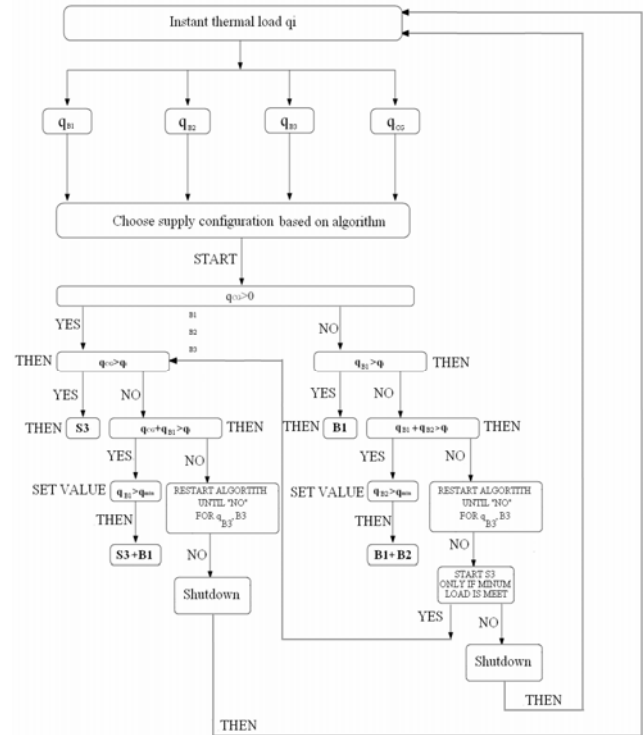 Instant thermal load qi
qB1 qB2 qB3 qCG
Choose supply configuration based on algorithm
START
qCG>0
YES B1 NO
B2
B3
THEN qCG>qi qB1>qi THEN
YES NO YES NO
THEN S3 qCG+qB1>qi THEN THEN B1 qB1+qB2>qi THEN
YES NO YES NO
SET VALUE qB1>qmin RESTART ALGORTITH SET VALUE qB2>qmin RESTART ALGORTITH
UNTIL "NO" UNTIL "NO"
THEN FOR qB3, B3 THEN FOR qB3, B3
S3+B1 NO B1+B2 NO
Shutdown START S3
ONLY IF MINUM
LOAD IS MEET
YES NO
Shutdown
THEN
THEN